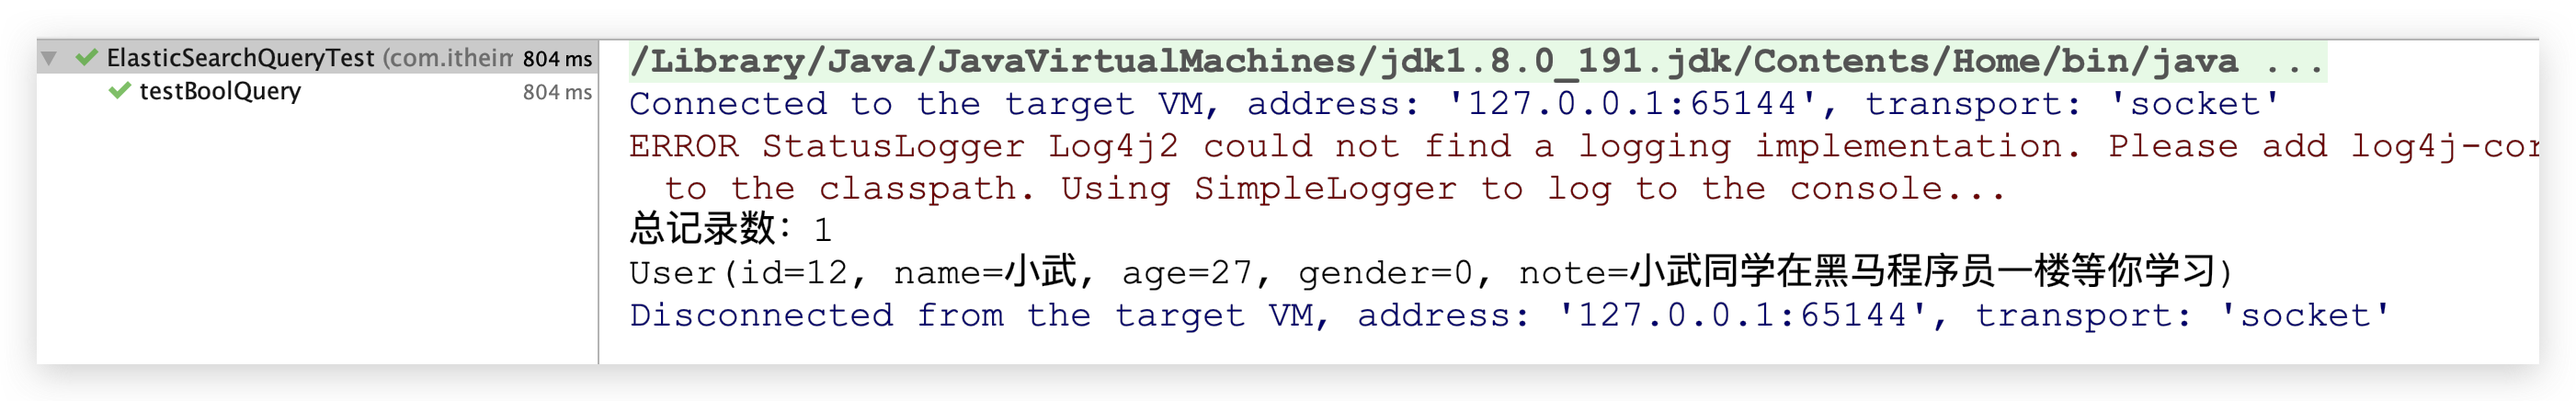 ElasticSearchQueryTest (com.itheim 804 ms
testBoolQuery 804 ms
/Library/Java/JavaVirtualMachines/jdk1.8.0_191.jdk/Contents/Home/bin/java ...
Connected to the target VM, address: '127.0.0.1:65144', transport: 'socket'
ERROR StatusLogger Log4j2 could not find a logging implementation. Please add log4j-cor
to the classpath. Using SimpleLogger to log to the console...
总记录数：1
User(id=12, name=小武, age=27, gender=0, note=小武同学在黑马程序员一楼等你学习)
Disconnected from the target VM, address: '127.0.0.1:65144', transport: 'socket'